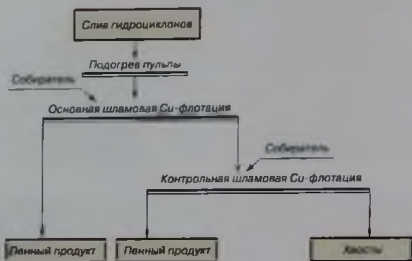 Слив гидроциклонов
Подогрев пульпы
Собиратель
Основная шламовая Cu-флотация
Собиратель
Контрольная шламовая Cu-флотация
Пенный продукт
Пенный продукт
Хвосты